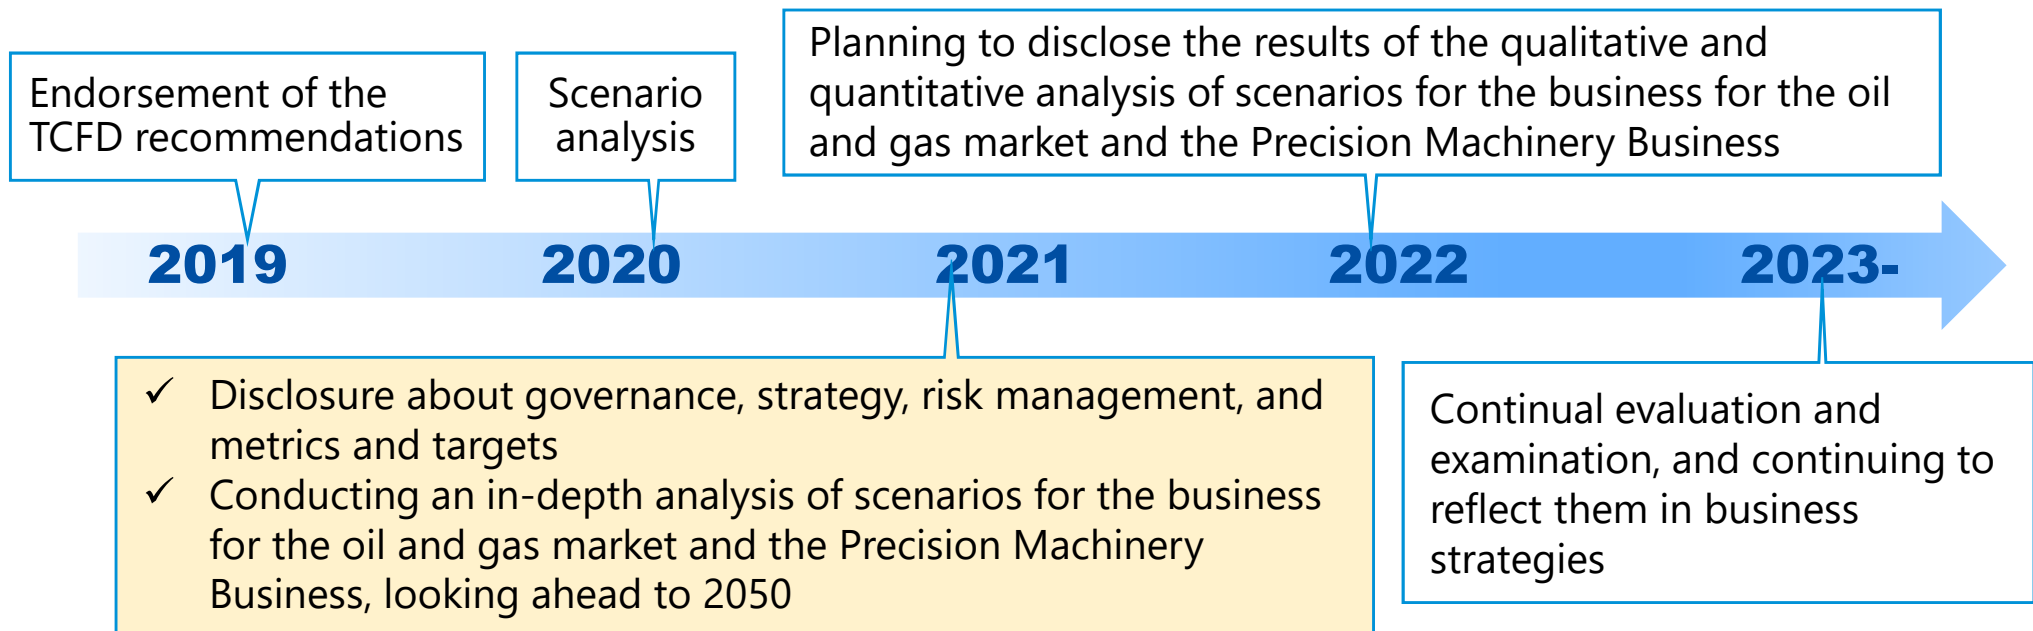 Endorsement of the
TCFD recommendations
Scenario
analysis
Planning to disclose the results of the qualitative and
quantitative analysis of scenarios for the business for the oil
and gas market and the Precision Machinery Business
2019
2020
2021
2022
2023-
✓ Disclosure about governance, strategy, risk management, and
metrics and targets
✓ Conducting an in-depth analysis of scenarios for the business
for the oil and gas market and the Precision Machinery
Business, looking ahead to 2050
Continual evaluation and
examination, and continuing to
reflect them in business
strategies